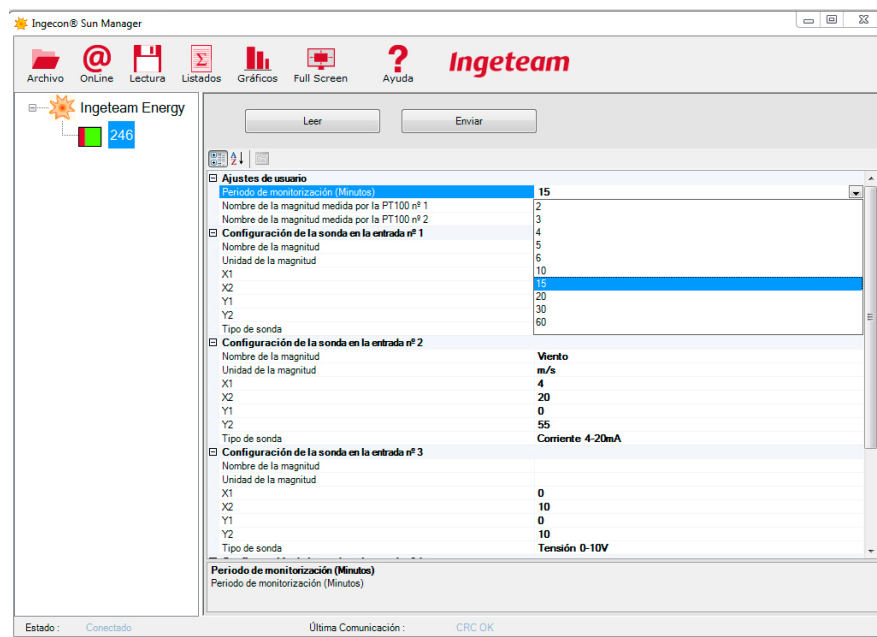 Ingecon® Sun Manager
Archivo OnLine Lectura Listados Gráficos Full Screen Ayuda Ingeteam
Ingeteam Energy
246
Leer Enviar
Ajustes de usuario
Periodo de monitorización (Minutos) 15
Nombre de la magnitud medida por la PT100 nº 1
Nombre de la magnitud medida por la PT100 nº 2
2
3
4
5
6
10
15
20
30
60
Configuración de la sonda en la entrada nº 1
Nombre de la magnitud
Unidad de la magnitud
X1
X2
Y1
Y2
Tipo de sonda
Configuración de la sonda en la entrada nº 2
Nombre de la magnitud Viento
Unidad de la magnitud m/s
X1 4
X2 20
Y1 0
Y2 55
Tipo de sonda Corriente 4-20mA
Configuración de la sonda en la entrada nº 3
Nombre de la magnitud
Unidad de la magnitud
X1 0
X2 10
Y1 0
Y2 10
Tipo de sonda Tensión 0-10V
Periodo de monitorización (Minutos)
Periodo de monitorización (Minutos)
Estado : Conectado Última Comunicación : CRC OK